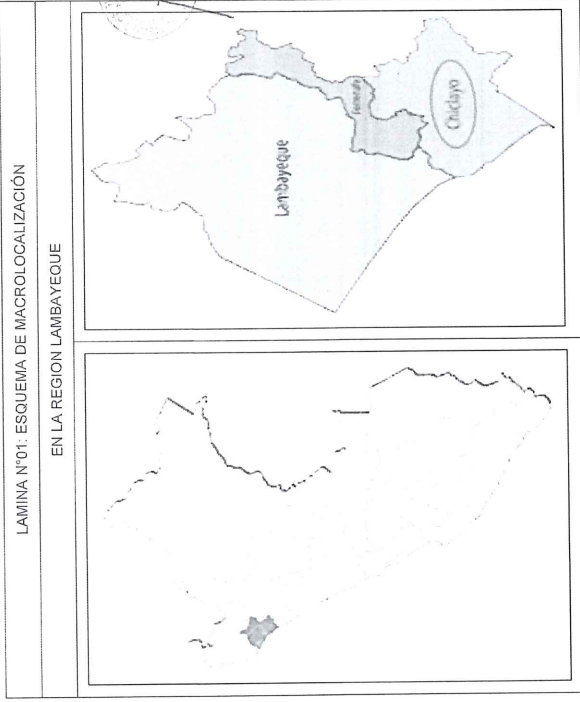 LAMINA N°01: ESQUEMA DE MACROLOCALIZACIÓN
EN LA REGION LAMBAYEQUE
Lambayeque
Chiclayo